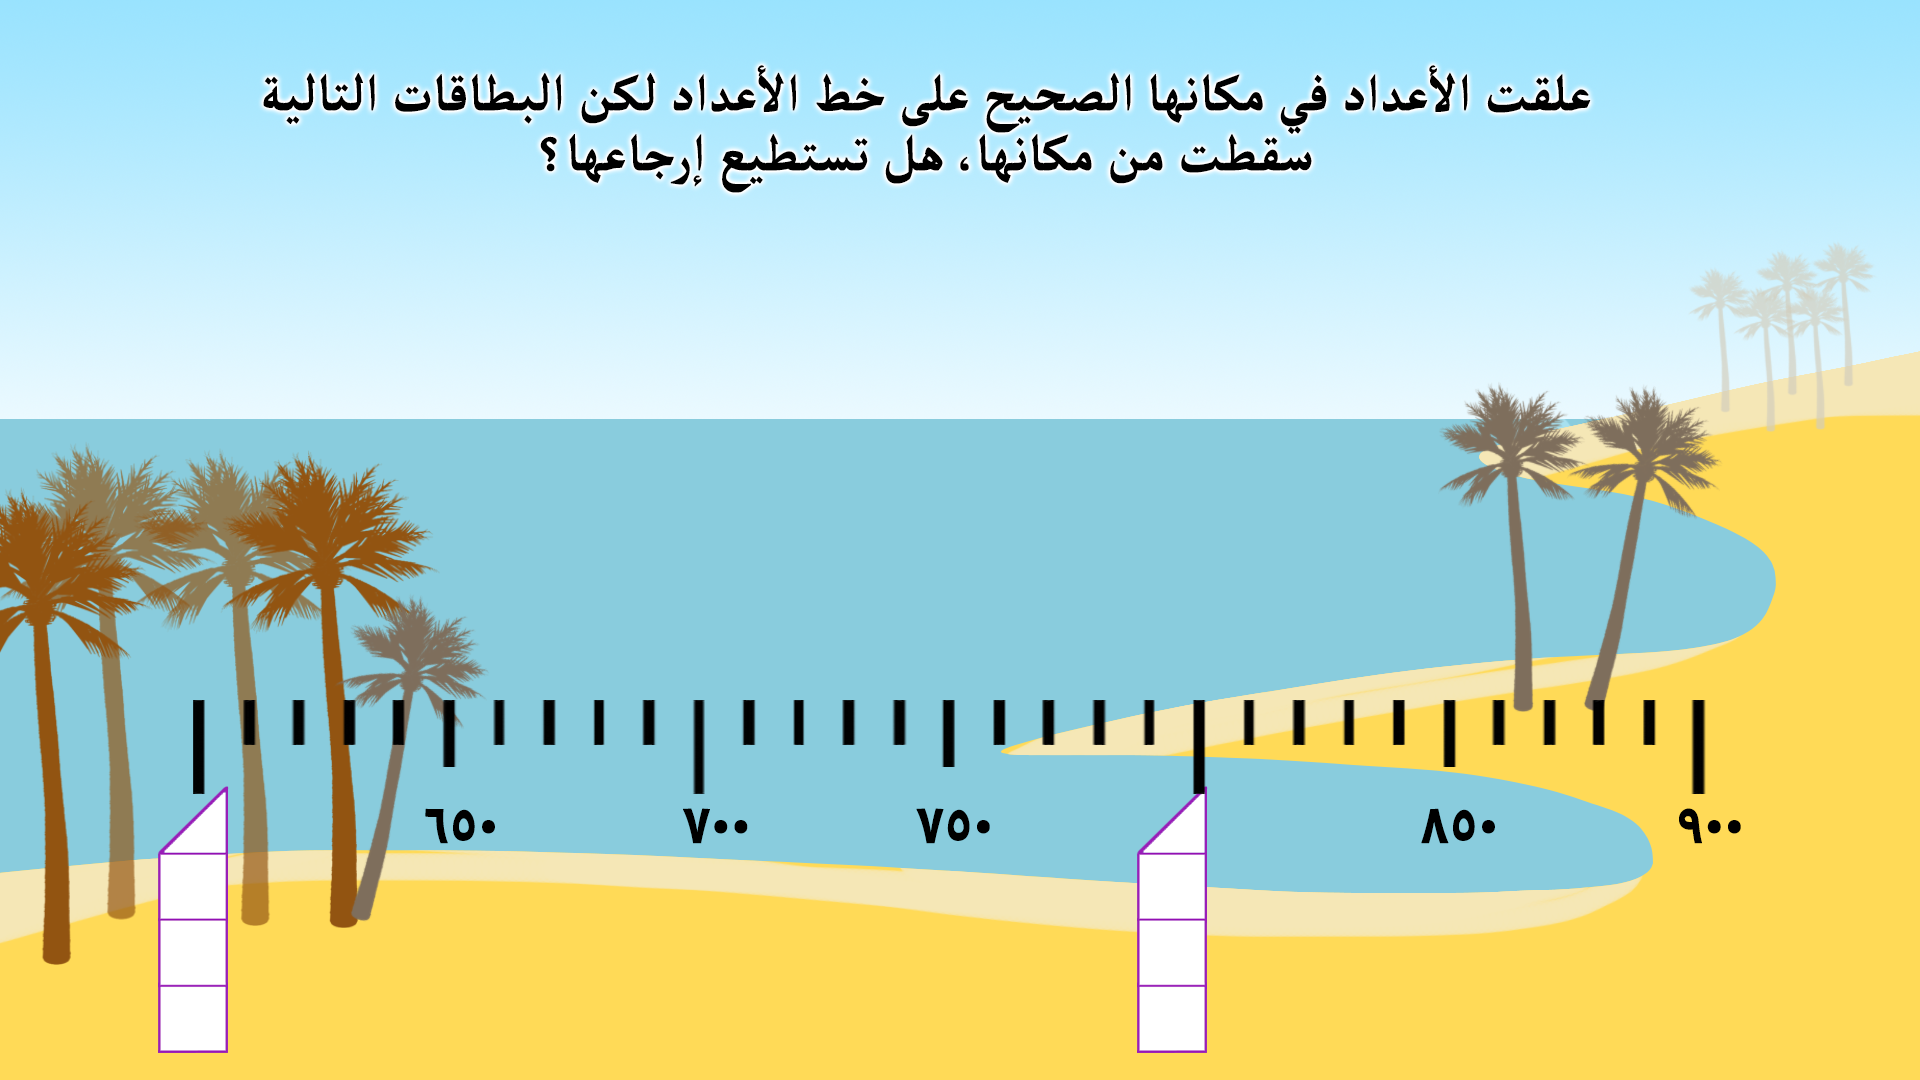 علقت الأعداد في مكانها الصحيح على خط الأعداد لكن البطاقات التالية
سقطت من مكانها، هل تستطيع إرجاعها؟
٦٥٠ ٧٠٠ ٧٥٠ ٨٥٠ ٩٠٠